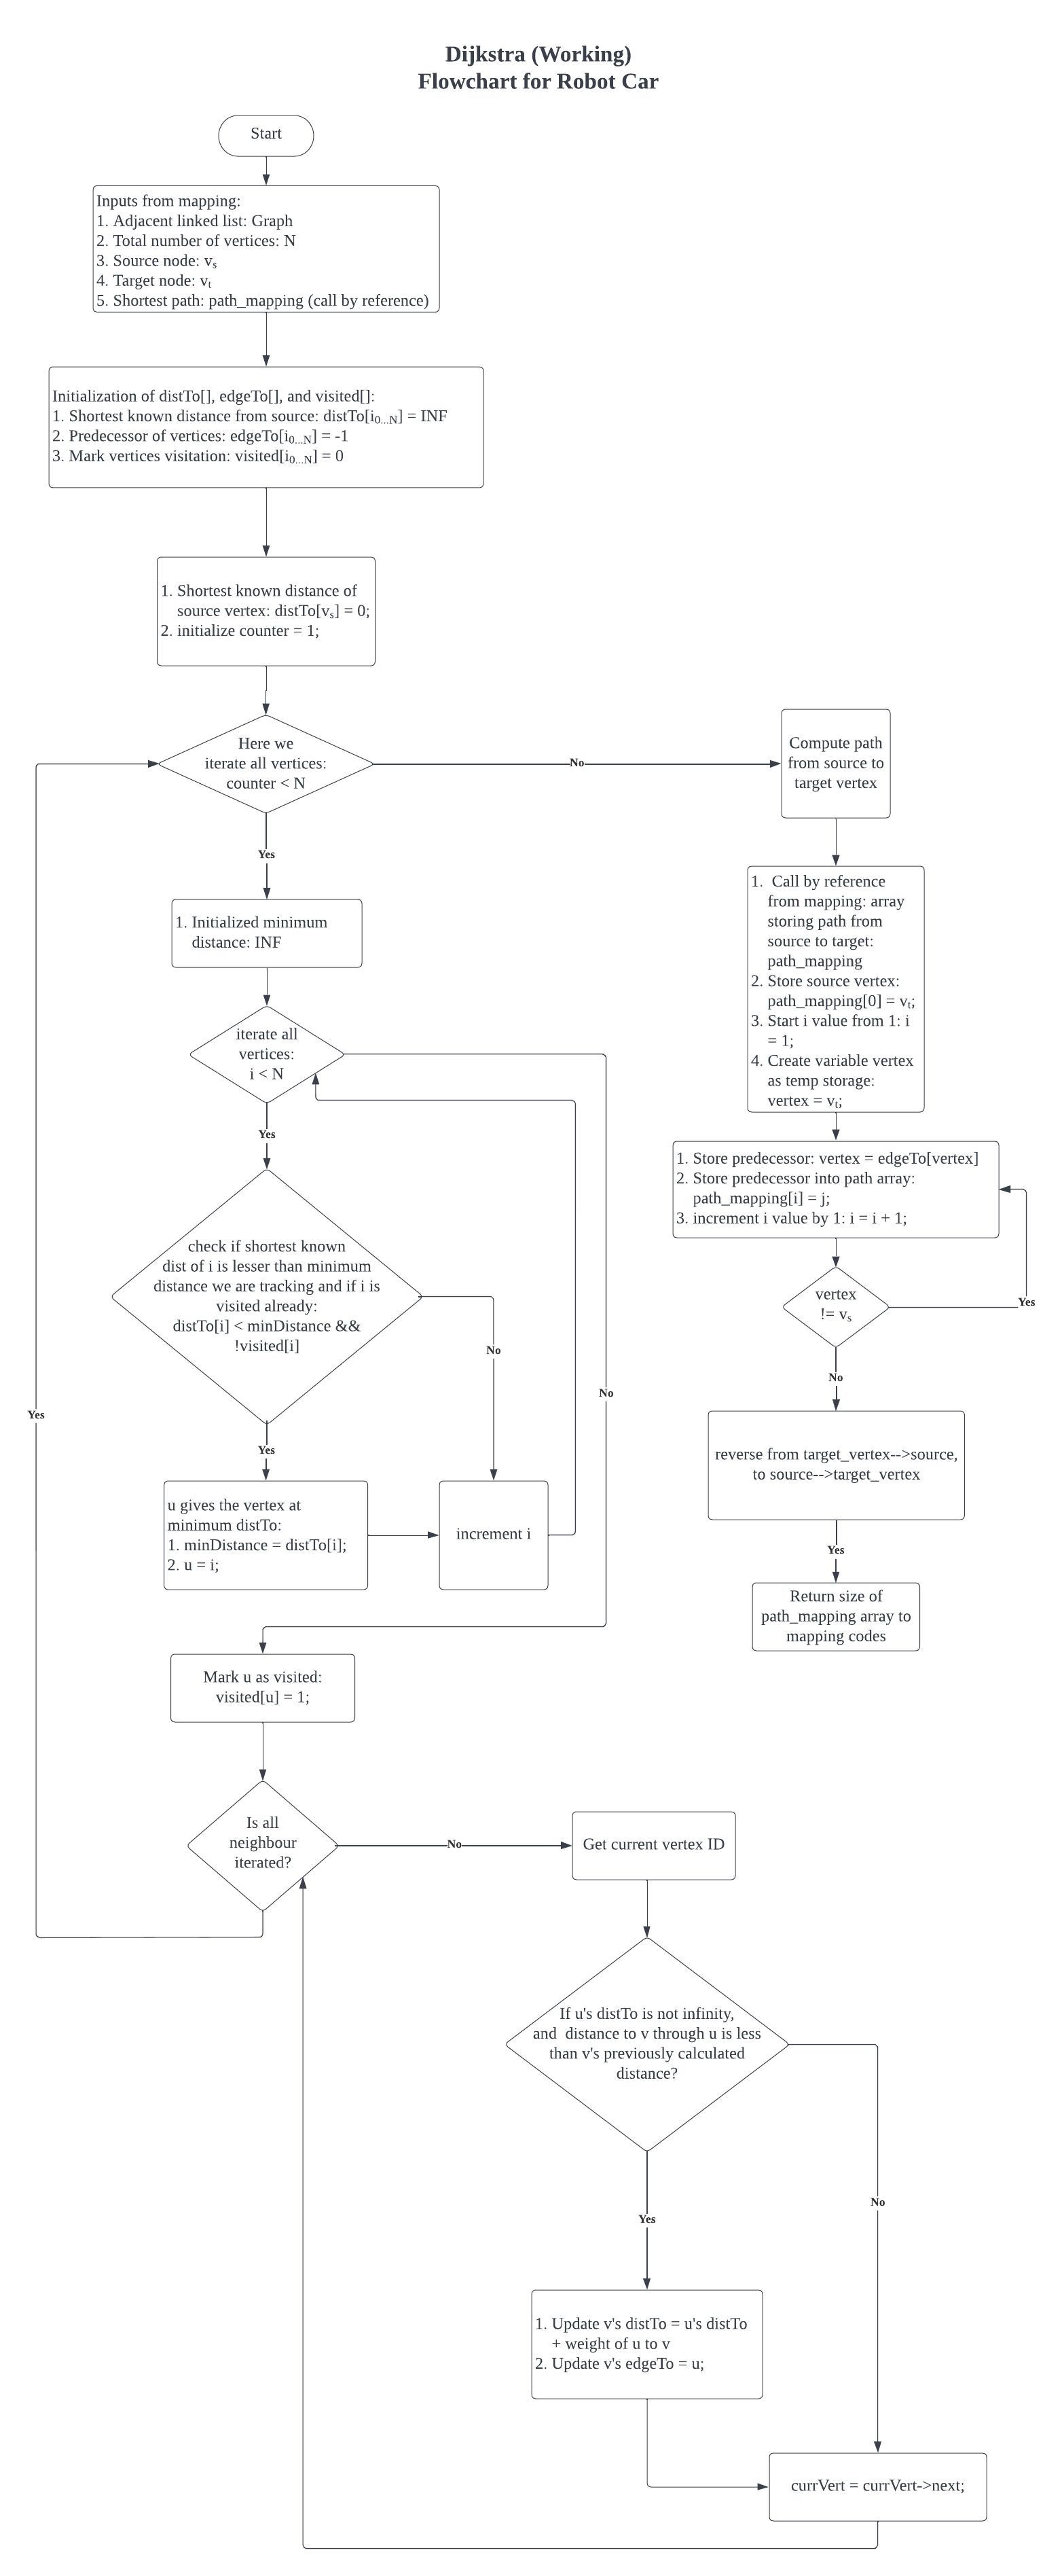 Dijkstra (Working)
Flowchart for Robot Car
Start
Inputs from mapping:
1. Adjacent linked list: Graph
2. Total number of vertices: N
3. Source node: vₛ
4. Target node: vₜ
5. Shortest path: path_mapping (call by reference)
Initialization of distTo[], edgeTo[], and visited[]:
1. Shortest known distance from source: distTo[i₀...N] = INF
2. Predecessor of vertices: edgeTo[i₀...N] = -1
3. Mark vertices visitation: visited[i₀...N] = 0
1. Shortest known distance of
source vertex: distTo[vₛ] = 0;
2. initialize counter = 1;
Here we
iterate all vertices:
counter < N
No
Yes
1. Initialized minimum
distance: INF
iterate all
vertices:
i < N
No
Yes
check if shortest known
dist of i is lesser than minimum
distance we are tracking and if i is
visited already:
distTo[i] < minDistance &&
!visited[i]
No
Yes
u gives the vertex at
minimum distTo:
1. minDistance = distTo[i];
2. u = i;
increment i
Mark u as visited:
visited[u] = 1;
Is all
neighbour
iterated?
Yes
No
Get current vertex ID
If u's distTo is not infinity,
and distance to v through u is less
than v's previously calculated
distance?
No
Yes
1. Update v's distTo = u's distTo
+ weight of u to v
2. Update v's edgeTo = u;
currVert = currVert->next;
Compute path
from source to
target vertex
1. Call by reference
from mapping: array
storing path from
source to target:
path_mapping
2. Store source vertex:
path_mapping[0] = vₜ;
3. Start i value from 1: i
= 1;
4. Create variable vertex
as temp storage:
vertex = vₜ;
1. Store predecessor: vertex = edgeTo[vertex]
2. Store predecessor into path array:
path_mapping[i] = j;
3. increment i value by 1: i = i + 1;
vertex
!= vₛ
Yes
No
reverse from target_vertex-->source,
to source-->target_vertex
Yes
Return size of
path_mapping array to
mapping codes